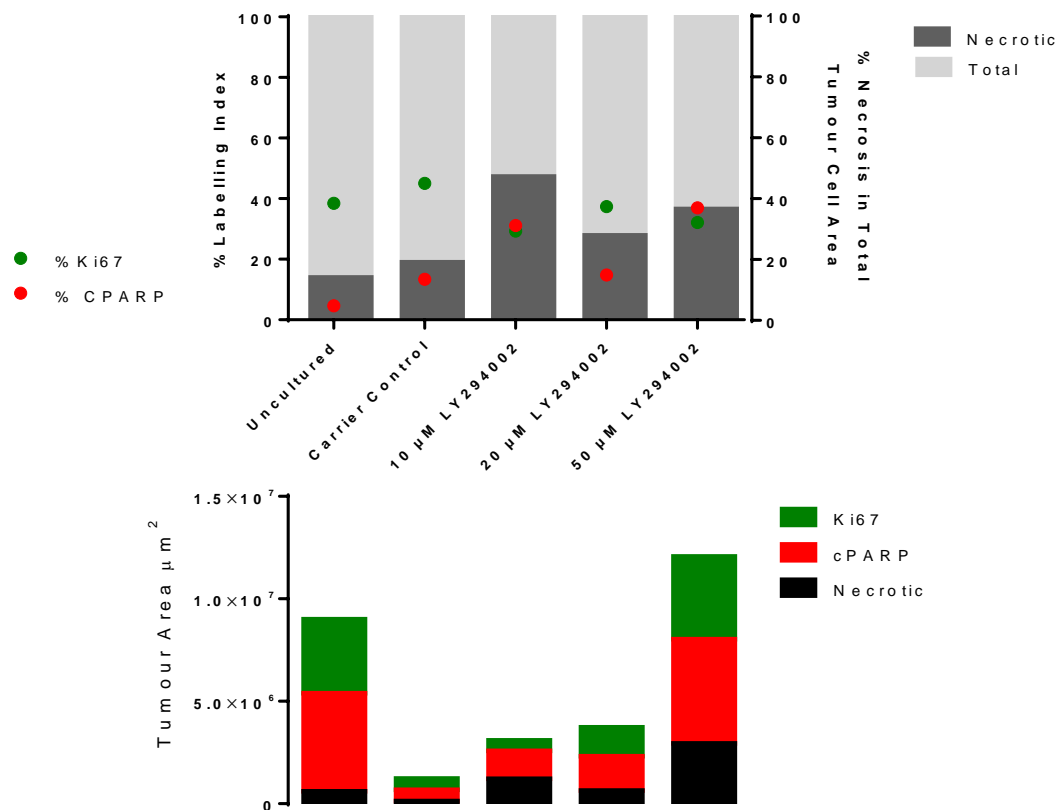 100
80
60
40
20
0
% Labelling Index
100
80
60
40
20
0
% Necrosis in Total
Tumour Cell Area
Necrotic
Total
% Ki67
% CPARP
Uncultured
Carrier Control
10 µM LY294002
20 µM LY294002
50 µM LY294002
1.5×10⁷
1.0×10⁷
5.0×10⁶
0
Tumour Area µm²
Ki67
cPARP
Necrotic